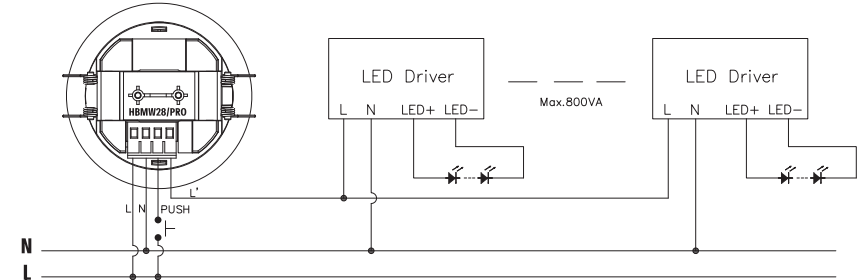 LED Driver
L N LED+ LED−
Max.800VA
LED Driver
L N LED+ LED−
HBMW28/PRO
L'
L N PUSH
N
L